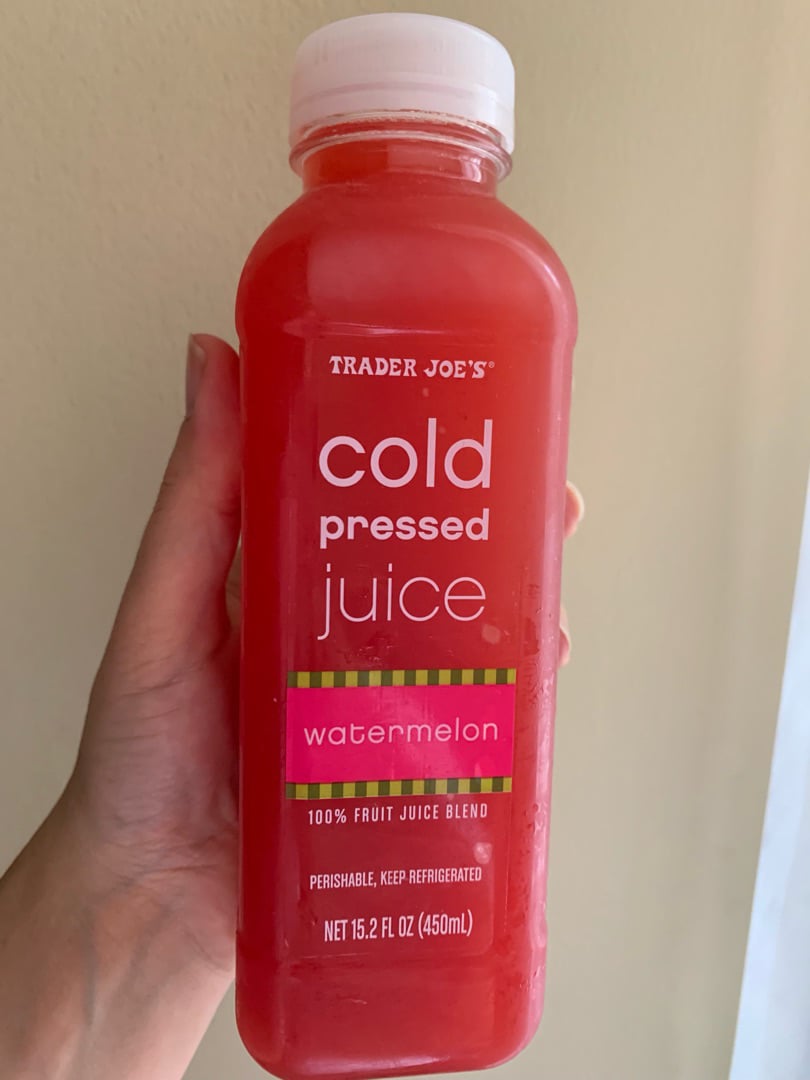 TRADER JOE'S®
cold
pressed
juice
watermelon
100% FRUIT JUICE BLEND
PERISHABLE, KEEP REFRIGERATED
NET 15.2 FL OZ (450mL)